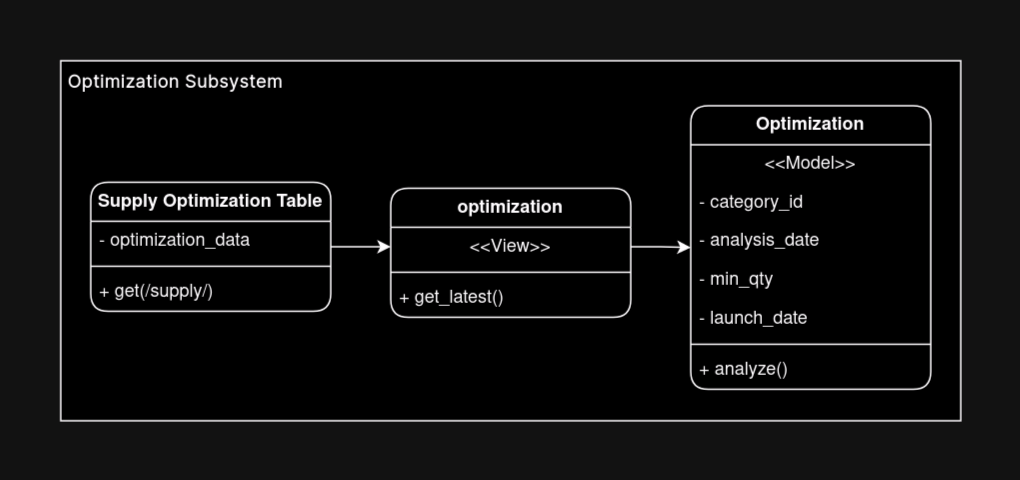 Optimization Subsystem
Supply Optimization Table
- optimization_data
+ get(/supply/)
optimization
<<View>>
+ get_latest()
Optimization
<<Model>>
- category_id
- analysis_date
- min_qty
- launch_date
+ analyze()